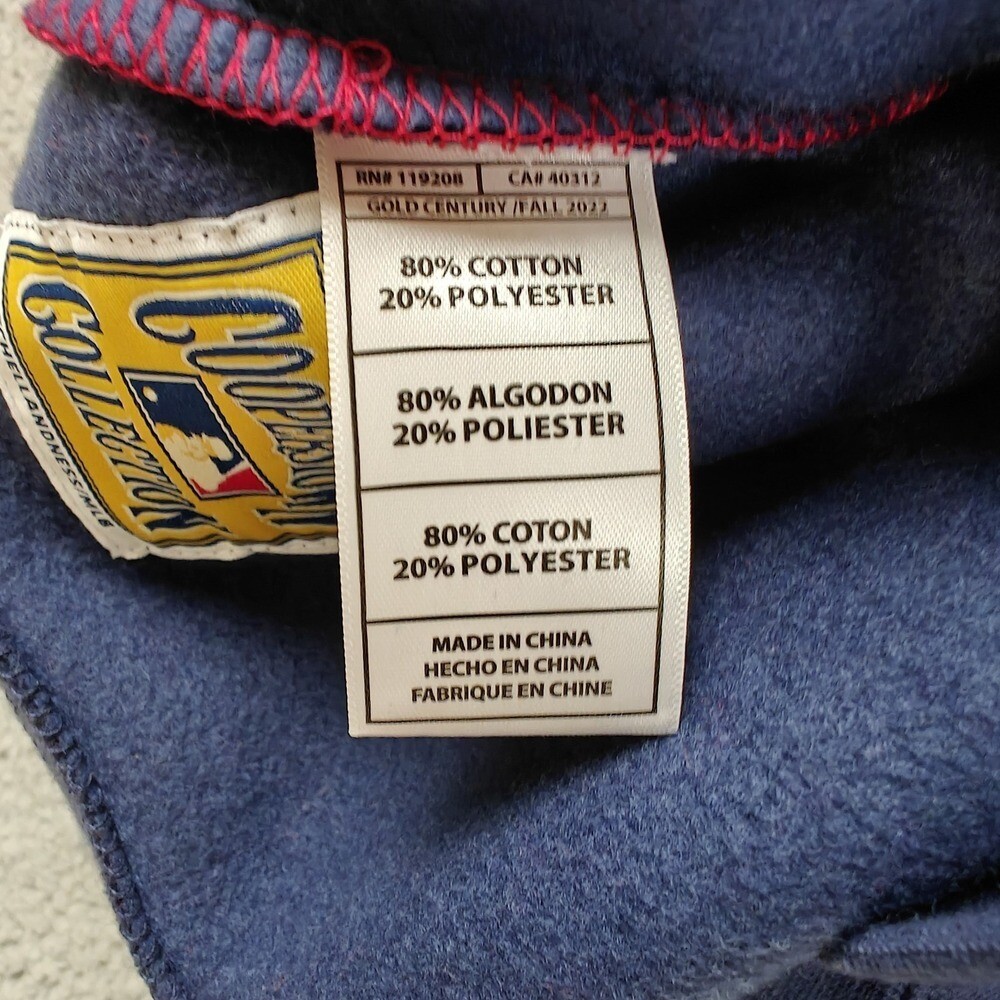 RN# 119208 CA# 40312
GOLD CENTURY /FALL 2022
80% COTTON
20% POLYESTER
80% ALGODON
20% POLIESTER
80% COTON
20% POLYESTER
MADE IN CHINA
HECHO EN CHINA
FABRIQUE EN CHINE
COLLECTION